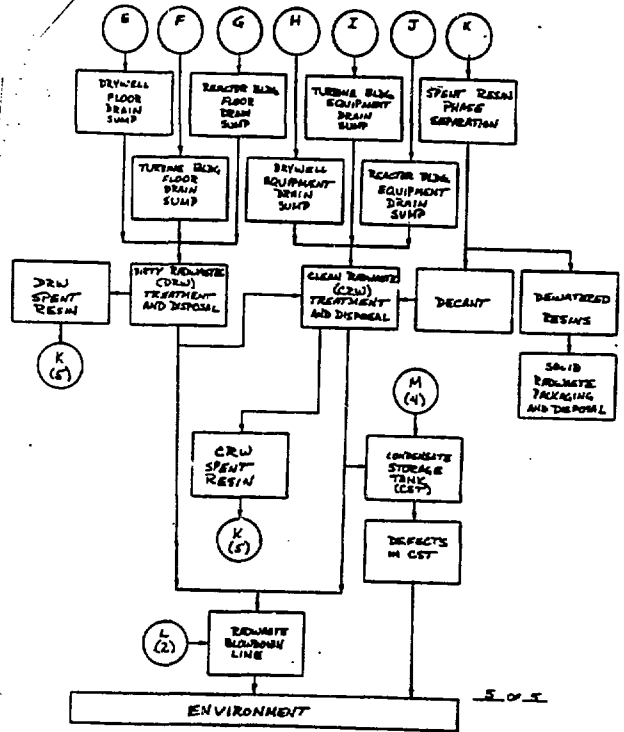 E F G H I J K
DRYWELL
FLOOR
DRAIN
SUMP
REACTOR BLDG
FLOOR
DRAIN
SUMP
TURBINE BLDG
EQUIPMENT
DRAIN
SUMP
SPENT RESIN
PHASE
SEPARATION
TURBINE BLDG
FLOOR
DRAIN
SUMP
DRYWELL
EQUIPMENT
DRAIN
SUMP
REACTOR BLDG
EQUIPMENT
DRAIN
SUMP
DRW
SPENT
RESIN
DIRTY RADWASTE
(DRW)
TREATMENT
AND DISPOSAL
CLEAN RADWASTE
(CRW)
TREATMENT
AND DISPOSAL
DECANT
DEWATERED
RESINS
K
(5)
M
(4)
SOLID
RADWASTE
PACKAGING
AND DISPOSAL
CRW
SPENT
RESIN
CONDENSATE
STORAGE
TANK
(CST)
K
(5)
DEFECTS
IN CST
L
(2)
RADWASTE
BLOWDOWN
LINE
5 OF 5
ENVIRONMENT